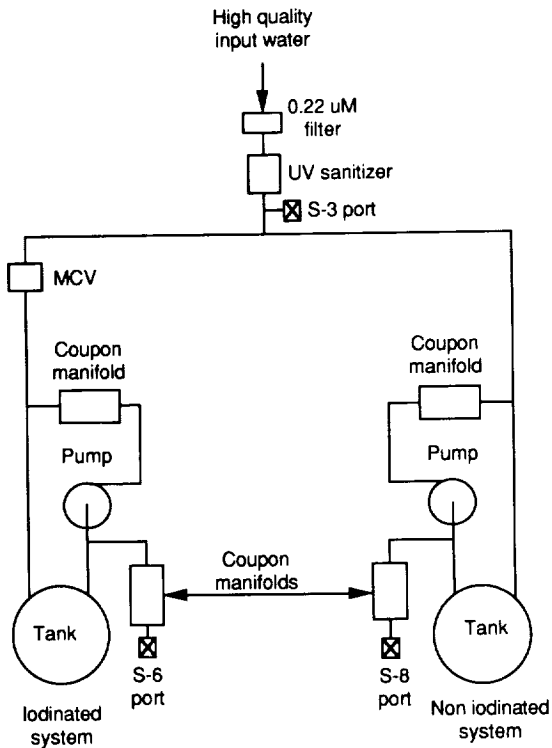 High quality
input water
0.22 uM
filter
UV sanitizer
S-3 port
MCV
Coupon
manifold
Coupon
manifold
Pump
Pump
Coupon
manifolds
Tank
Tank
S-6
port
S-8
port
Iodinated
system
Non iodinated
system